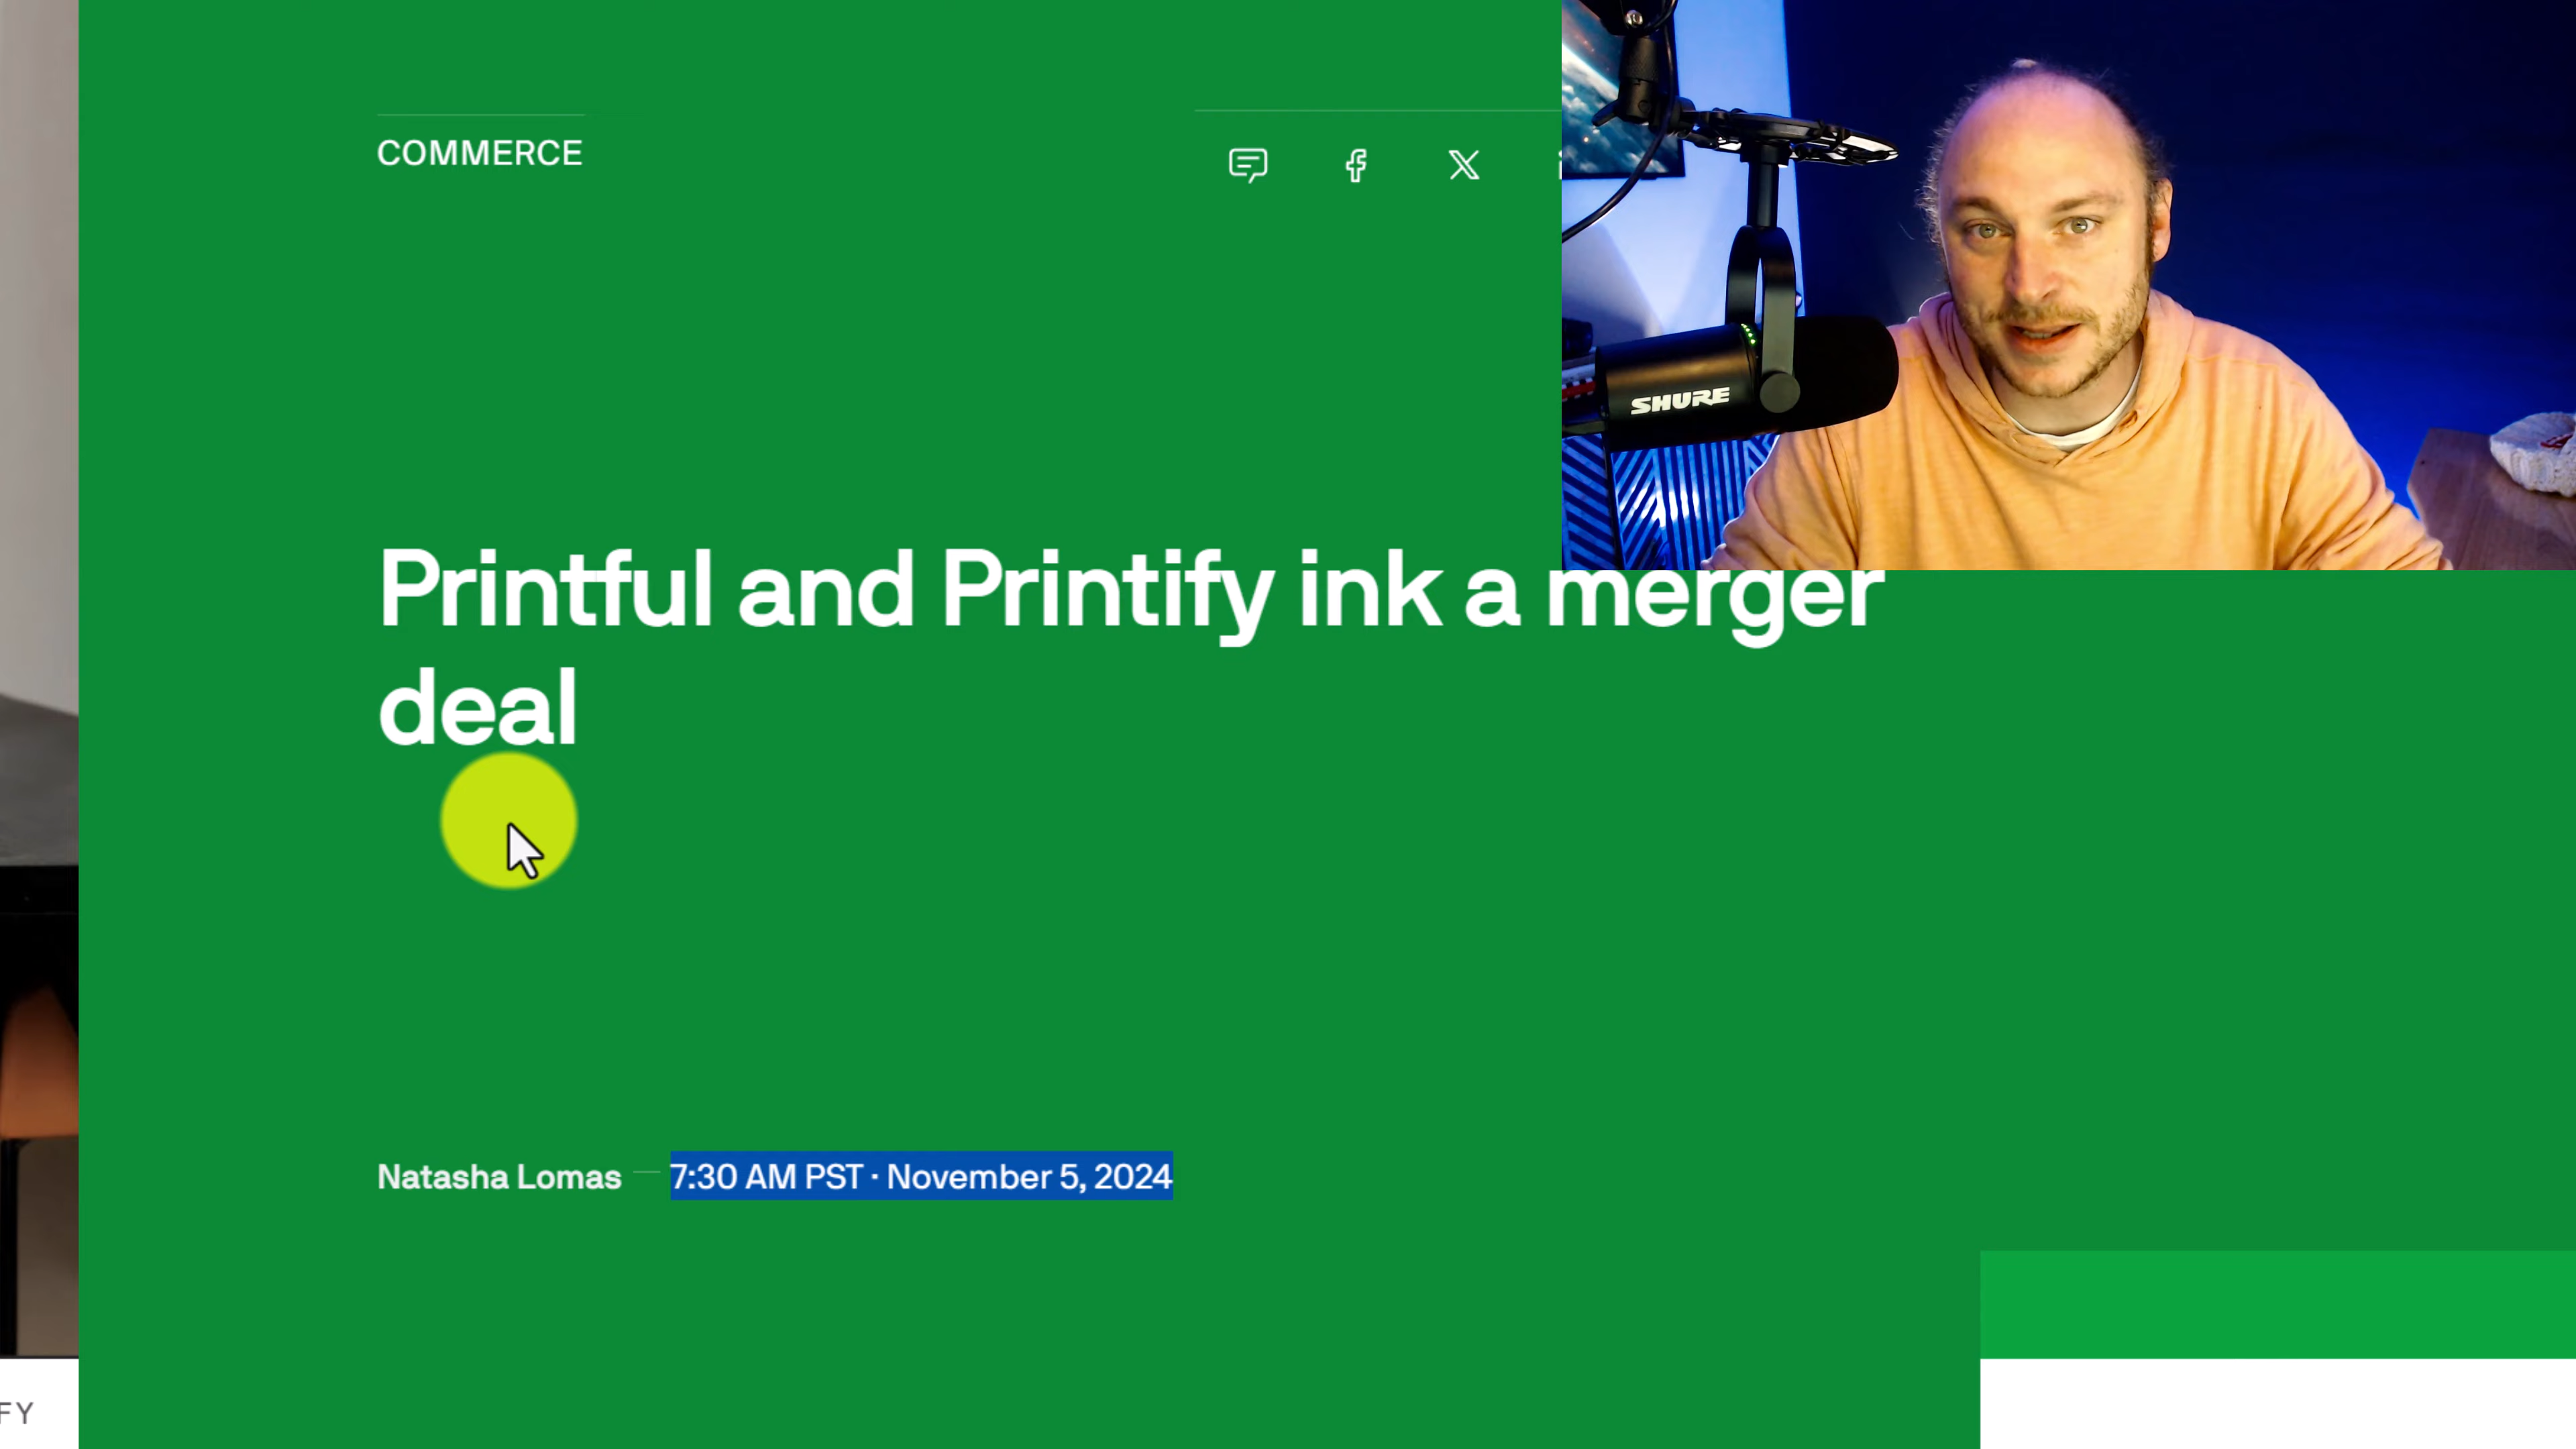 COMMERCE
SHURE
Printful and Printify ink a merger
deal
Natasha Lomas — 7:30 AM PST · November 5, 2024
FY